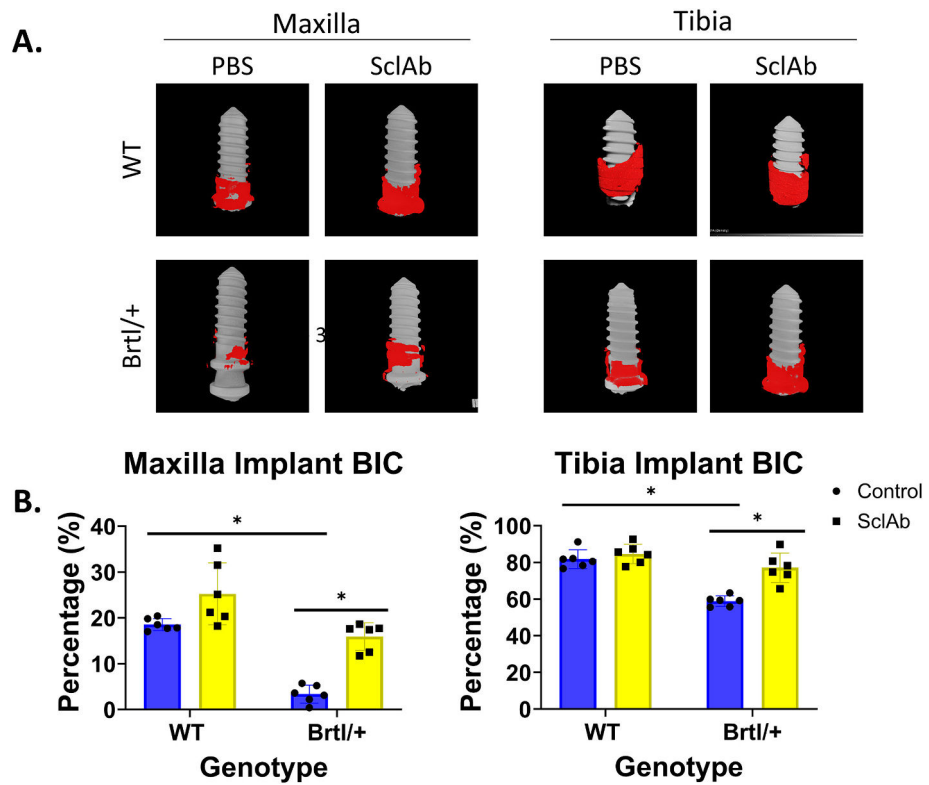 A.
Maxilla Tibia
PBS SclAb PBS SclAb
WT
Brtl/+
3
Maxilla Implant BIC
Tibia Implant BIC
B.
Control
SclAb
Percentage (%)
40
30
20
10
0
*
*
WT Brtl/+
Genotype
Percentage (%)
100
80
60
40
20
0
*
*
WT Brtl/+
Genotype